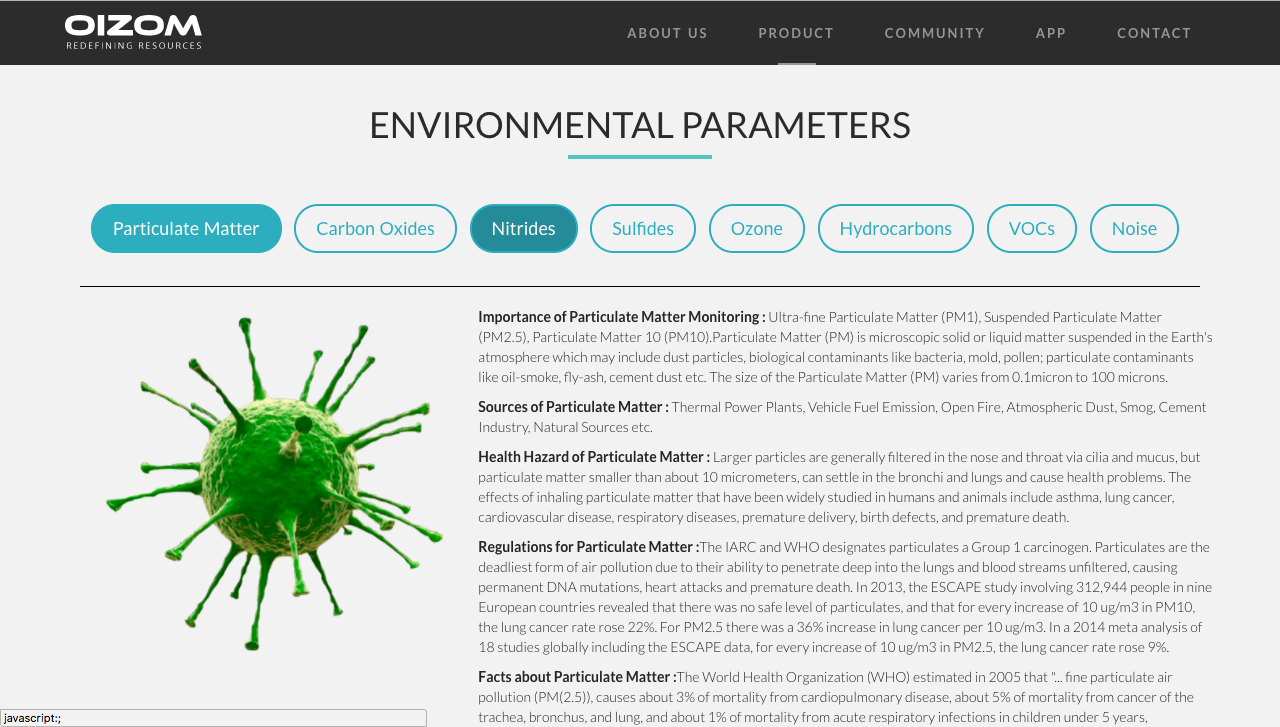 OIZOM
REDEFINING RESOURCES
ABOUT US PRODUCT COMMUNITY APP CONTACT
ENVIRONMENTAL PARAMETERS
Particulate Matter Carbon Oxides Nitrides Sulfides Ozone Hydrocarbons VOCs Noise
Importance of Particulate Matter Monitoring : Ultra-fine Particulate Matter (PM1), Suspended Particulate Matter
(PM2.5), Particulate Matter 10 (PM10).Particulate Matter (PM) is microscopic solid or liquid matter suspended in the Earth's
atmosphere which may include dust particles, biological contaminants like bacteria, mold, pollen; particulate contaminants
like oil-smoke, fly-ash, cement dust etc. The size of the Particulate Matter (PM) varies from 0.1micron to 100 microns.
Sources of Particulate Matter : Thermal Power Plants, Vehicle Fuel Emission, Open Fire, Atmospheric Dust, Smog, Cement
Industry, Natural Sources etc.
Health Hazard of Particulate Matter : Larger particles are generally filtered in the nose and throat via cilia and mucus, but
particulate matter smaller than about 10 micrometers, can settle in the bronchi and lungs and cause health problems. The
effects of inhaling particulate matter that have been widely studied in humans and animals include asthma, lung cancer,
cardiovascular disease, respiratory diseases, premature delivery, birth defects, and premature death.
Regulations for Particulate Matter :The IARC and WHO designates particulates a Group 1 carcinogen. Particulates are the
deadliest form of air pollution due to their ability to penetrate deep into the lungs and blood streams unfiltered, causing
permanent DNA mutations, heart attacks and premature death. In 2013, the ESCAPE study involving 312,944 people in nine
European countries revealed that there was no safe level of particulates, and that for every increase of 10 ug/m3 in PM10,
the lung cancer rate rose 22%. For PM2.5 there was a 36% increase in lung cancer per 10 ug/m3. In a 2014 meta analysis of
18 studies globally including the ESCAPE data, for every increase of 10 ug/m3 in PM2.5, the lung cancer rate rose 9%.
Facts about Particulate Matter :The World Health Organization (WHO) estimated in 2005 that "... fine particulate air
pollution (PM(2.5)), causes about 3% of mortality from cardiopulmonary disease, about 5% of mortality from cancer of the
trachea, bronchus, and lung, and about 1% of mortality from acute respiratory infections in children under 5 years,
javascript:;